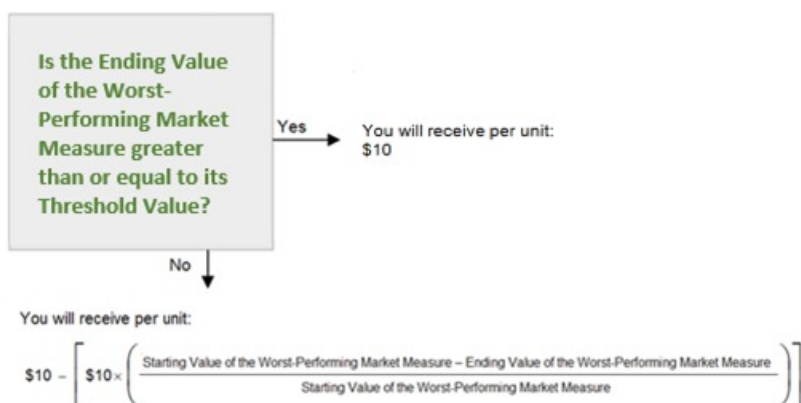 Is the Ending Value
of the Worst-
Performing Market
Measure greater
than or equal to its
Threshold Value?
Yes
You will receive per unit:
$10
No
You will receive per unit:
$10 – [ $10× ( Starting Value of the Worst-Performing Market Measure – Ending Value of the Worst-Performing Market Measure
Starting Value of the Worst-Performing Market Measure ) ]